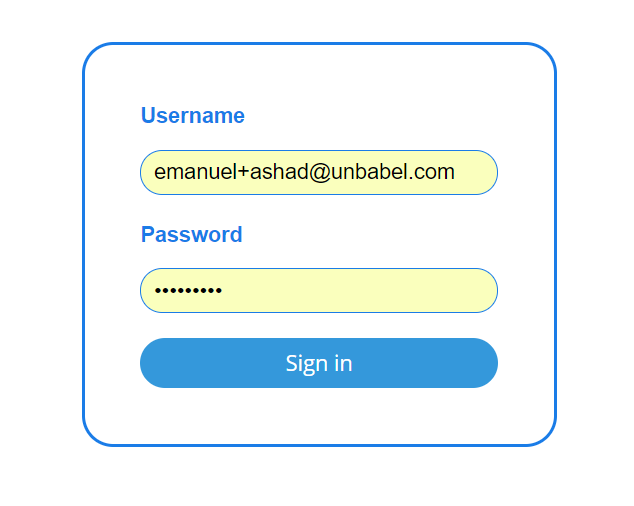 Username
emanuel+ashad@unbabel.com
Password
•••••••••
Sign in